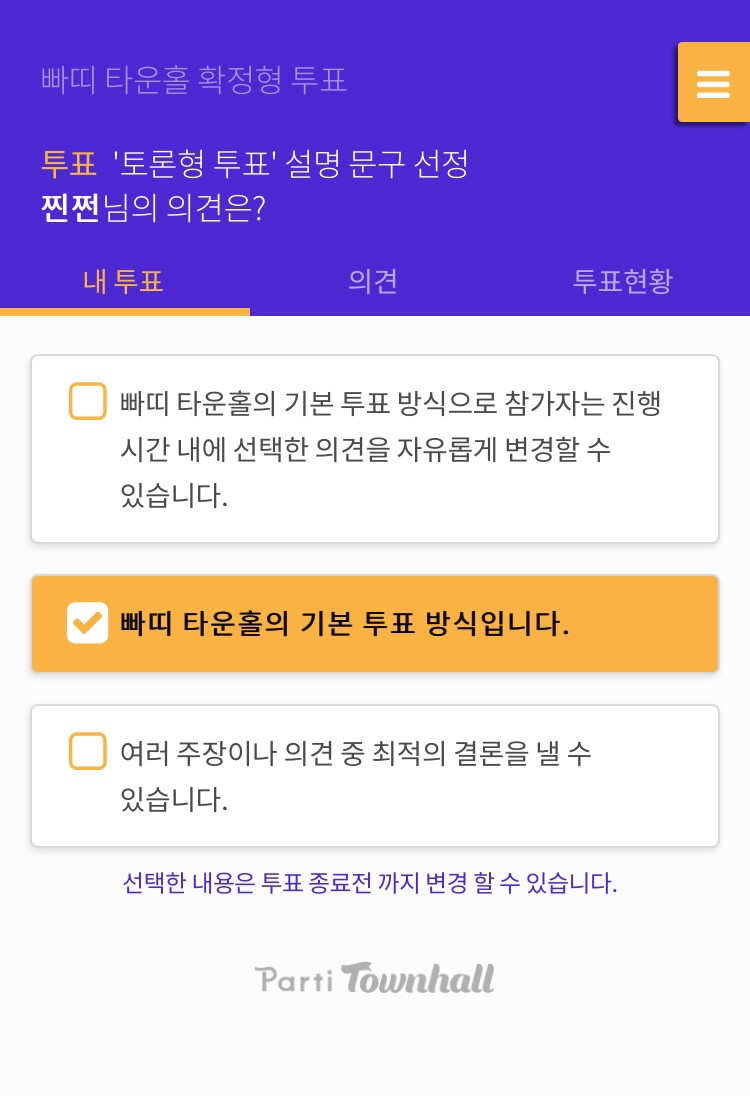 빠띠 타운홀 확정형 투표
투표 '토론형 투표' 설명 문구 선정
찐쩐님의 의견은?
내 투표
의견
투표현황
빠띠 타운홀의 기본 투표 방식으로 참가자는 진행
시간 내에 선택한 의견을 자유롭게 변경할 수
있습니다.
빠띠 타운홀의 기본 투표 방식입니다.
여러 주장이나 의견 중 최적의 결론을 낼 수
있습니다.
선택한 내용은 투표 종료전 까지 변경 할 수 있습니다.
Parti Townhall